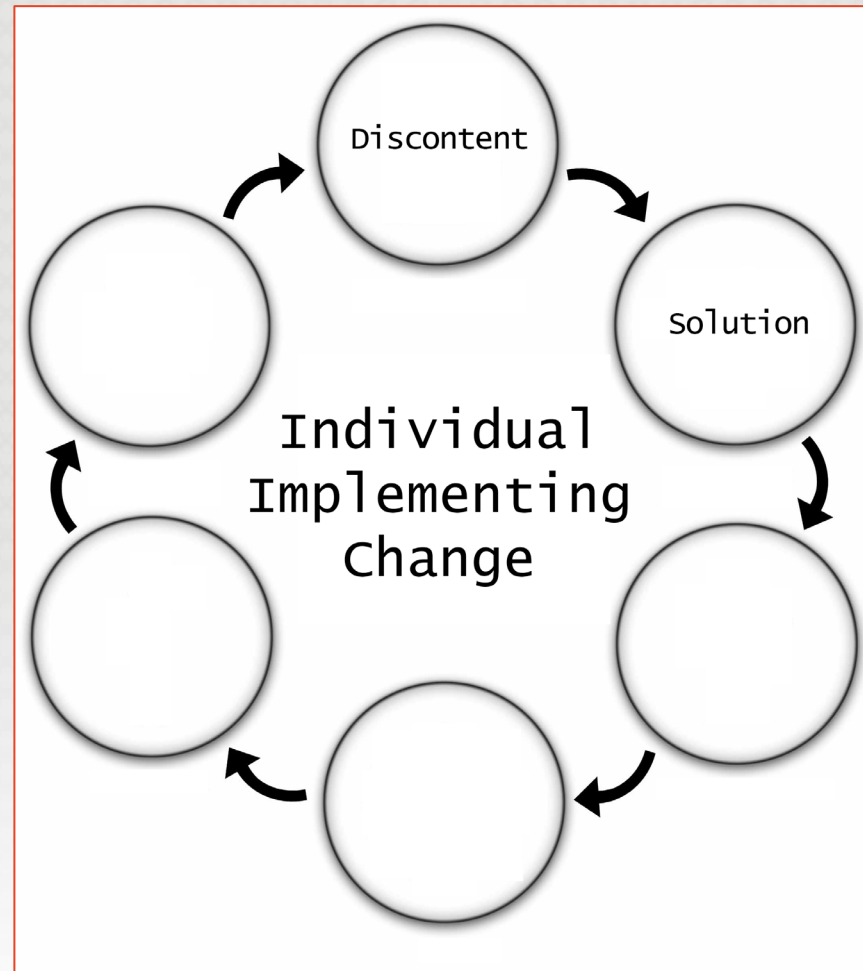 Discontent
Solution
Individual
Implementing
Change